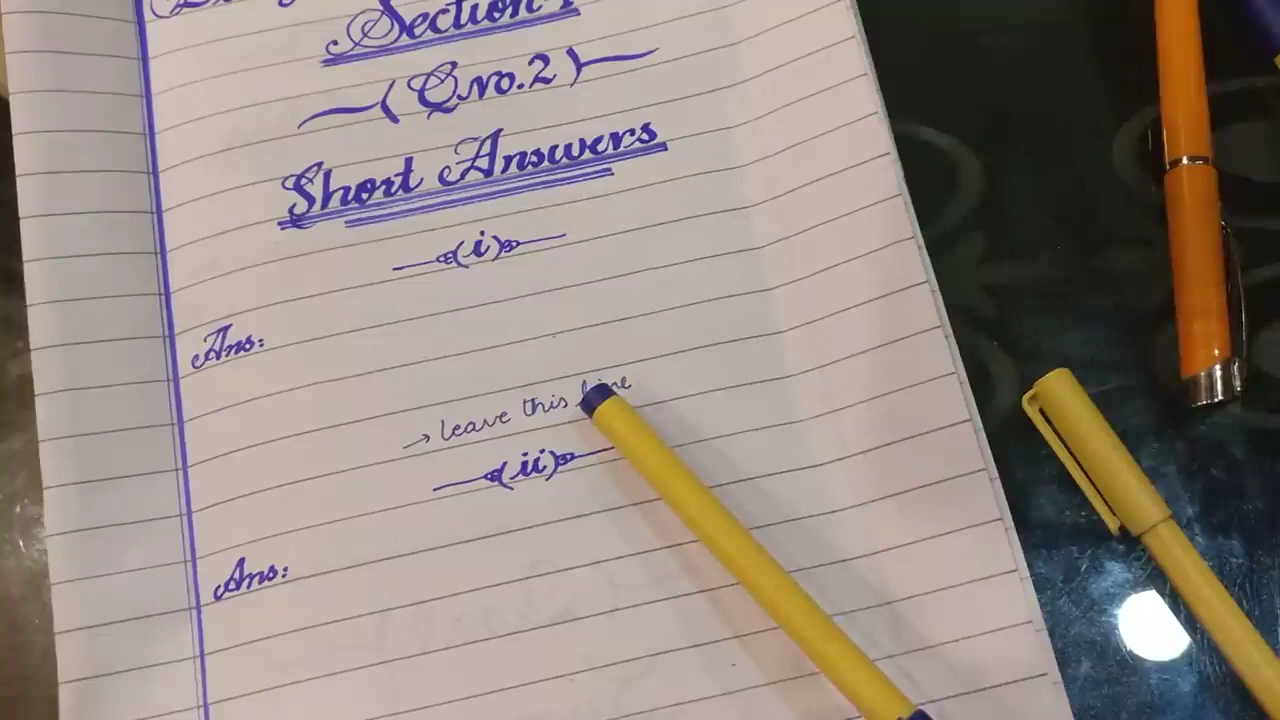 Section-
( Q.no.2 )
Short Answers
( i )
Ans:
→ leave this line
( ii )
Ans: